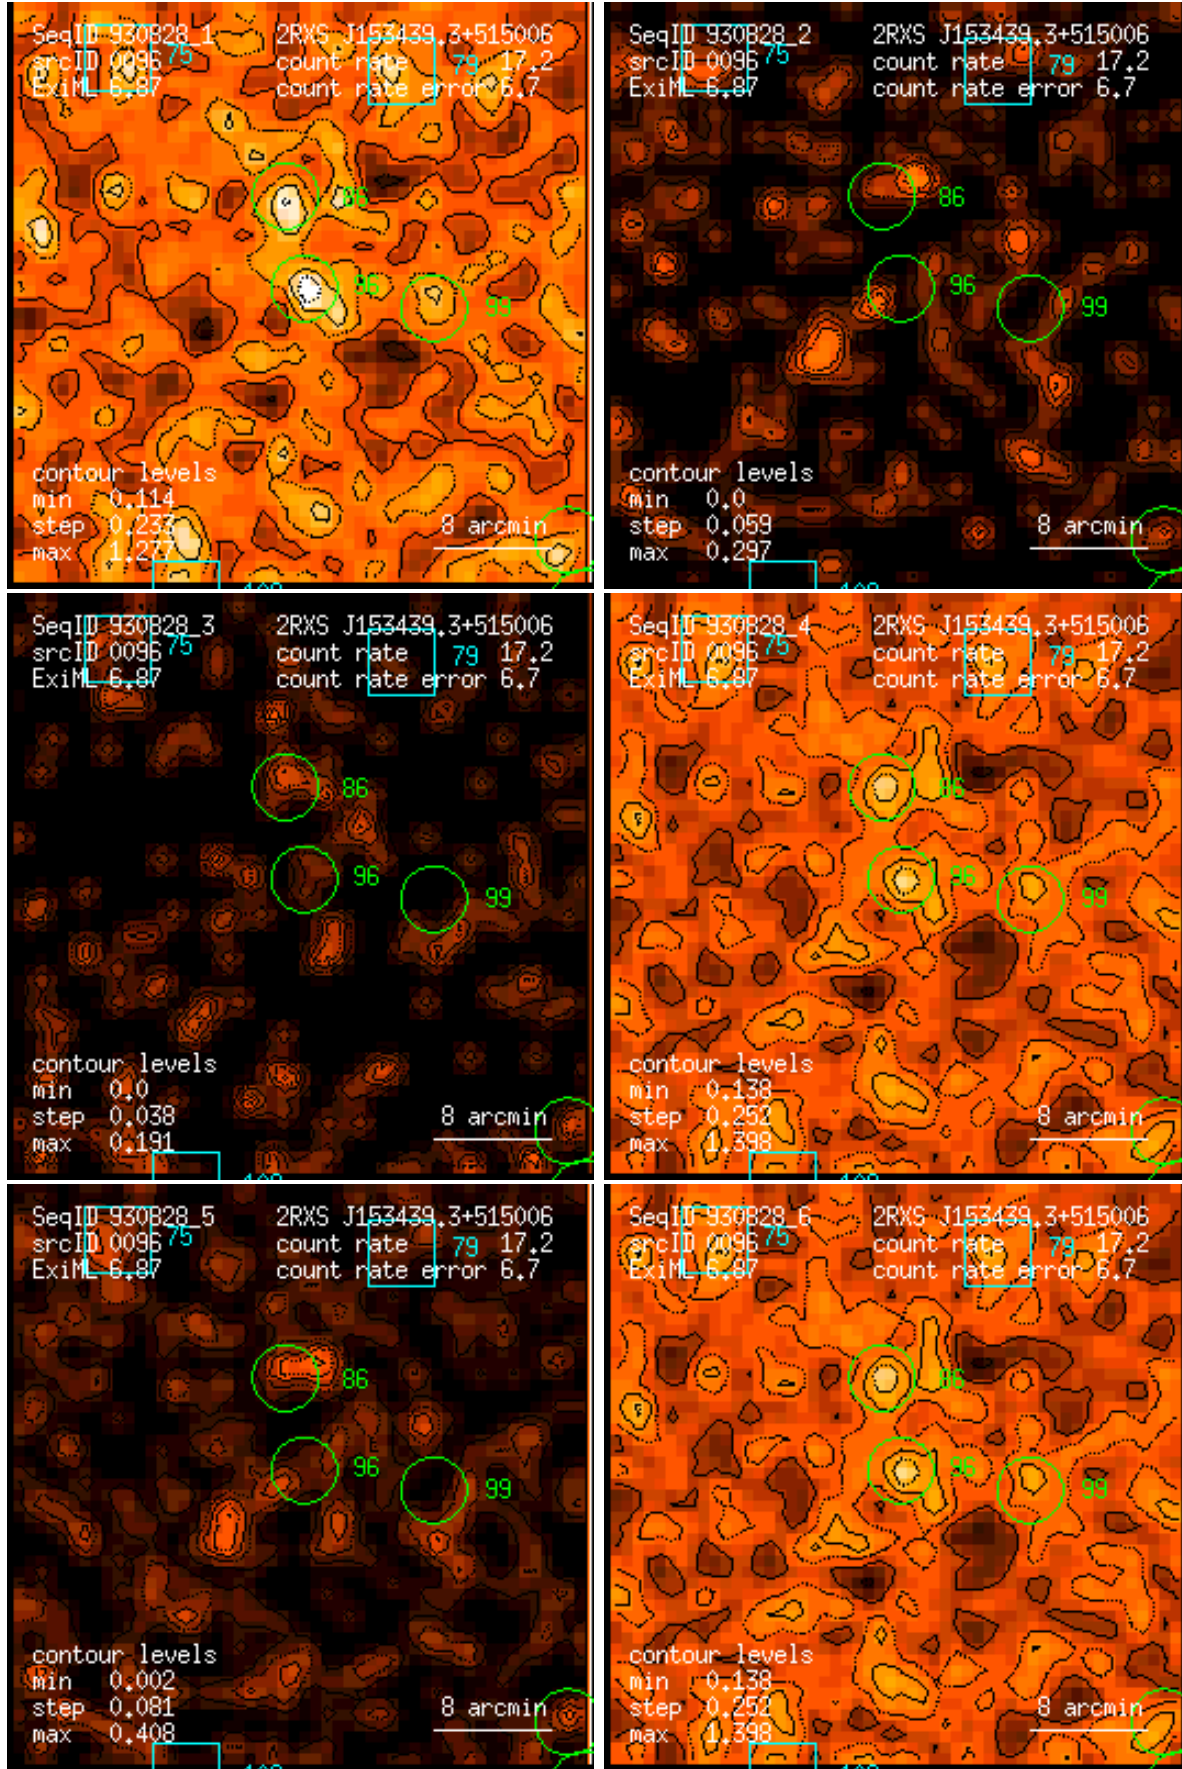 SeqID 930828_1 2RXS J153439.3+515006
srcID 0096 75 count rate 79 17.2
ExiML 6.87 count rate error 6.7
86
96
99
contour levels
min 0.114
step 0.233 8 arcmin
max 1.277
SeqID 930828_2 2RXS J153439.3+515006
srcID 0096 75 count rate 79 17.2
ExiML 6.87 count rate error 6.7
86
96
99
contour levels
min 0.0
step 0.059 8 arcmin
max 0.297
SeqID 930828_3 2RXS J153439.3+515006
srcID 0096 75 count rate 79 17.2
ExiML 6.87 count rate error 6.7
86
96
99
contour levels
min 0.0
step 0.038 8 arcmin
max 0.191
SeqID 930828_4 2RXS J153439.3+515006
srcID 0096 75 count rate 79 17.2
ExiML 6.87 count rate error 6.7
86
96
99
contour levels
min 0.138
step 0.252 8 arcmin
max 1.398
SeqID 930828_5 2RXS J153439.3+515006
srcID 0096 75 count rate 79 17.2
ExiML 6.87 count rate error 6.7
86
96
99
contour levels
min 0.002
step 0.081 8 arcmin
max 0.408
SeqID 930828_6 2RXS J153439.3+515006
srcID 0096 75 count rate 79 17.2
ExiML 6.87 count rate error 6.7
86
96
99
contour levels
min 0.138
step 0.252 8 arcmin
max 1.398